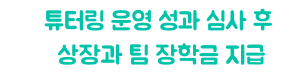 튜터링 운영 성과 심사 후
상장과 팀 장학금 지급